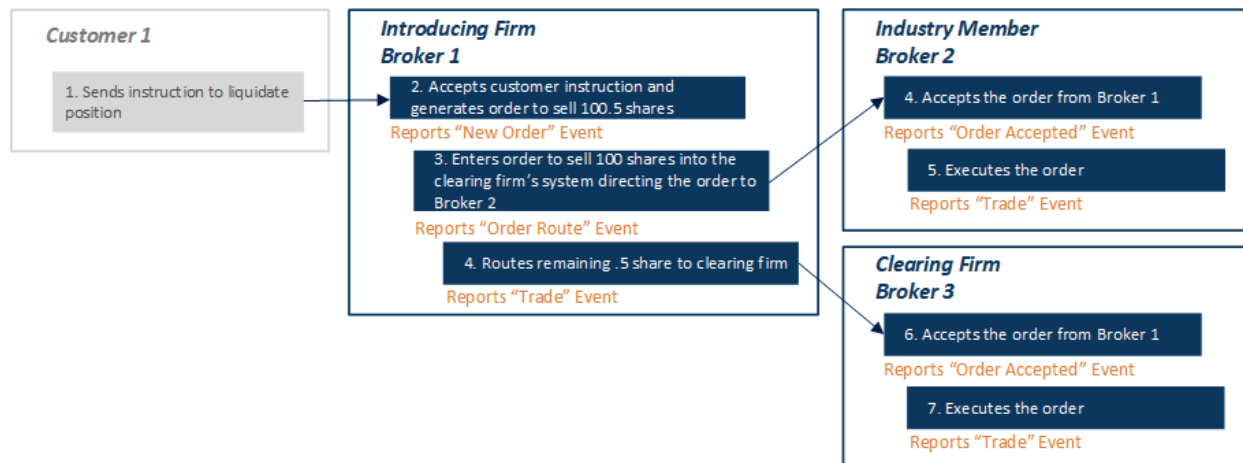 Customer 1
1. Sends instruction to liquidate
position
Introducing Firm
Broker 1
2. Accepts customer instruction and
generates order to sell 100.5 shares
Reports “New Order” Event
3. Enters order to sell 100 shares into the
clearing firm’s system directing the order to
Broker 2
Reports “Order Route” Event
4. Routes remaining .5 share to clearing firm
Reports “Trade” Event
Industry Member
Broker 2
4. Accepts the order from Broker 1
Reports “Order Accepted” Event
5. Executes the order
Reports “Trade” Event
Clearing Firm
Broker 3
6. Accepts the order from Broker 1
Reports “Order Accepted” Event
7. Executes the order
Reports “Trade” Event